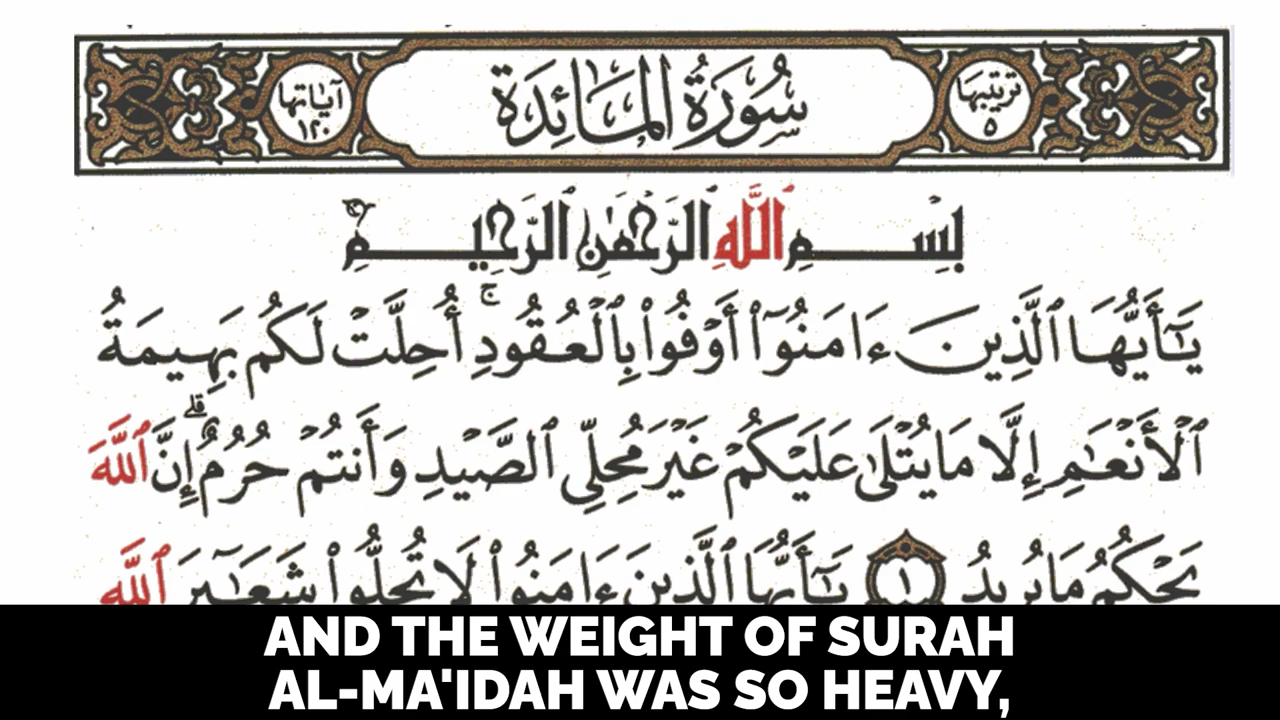 ترتيبها
٥
سُورَةُ المَائِدَةِ
آياتها
١٢٠
بِسْمِ ٱللَّهِ ٱلرَّحْمَٰنِ ٱلرَّحِيمِ
يَٰٓأَيُّهَا ٱلَّذِينَ ءَامَنُوٓا۟ أَوْفُوا۟ بِٱلْعُقُودِ ۚ أُحِلَّتْ لَكُم بَهِيمَةُ
ٱلْأَنْعَٰمِ إِلَّا مَا يُتْلَىٰ عَلَيْكُمْ غَيْرَ مُحِلِّى ٱلصَّيْدِ وَأَنتُمْ حُرُمٌ ۗ إِنَّ ٱللَّهَ
يَحْكُمُ مَا يُرِيدُ ١ يَٰٓأَيُّهَا ٱلَّذِينَ ءَامَنُوا۟ لَا تُحِلُّوا۟ شَعَٰٓئِرَ ٱللَّهِ
AND THE WEIGHT OF SURAH
AL-MA'IDAH WAS SO HEAVY,